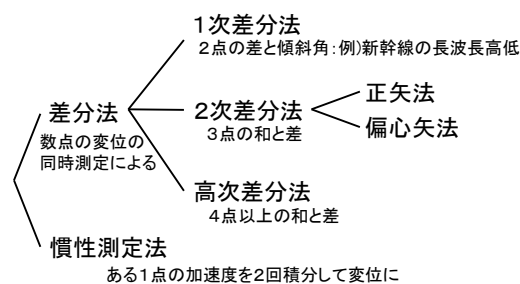 1次差分法
2点の差と傾斜角：例）新幹線の長波長高低
差分法
数点の変位の
同時測定による
2次差分法
3点の和と差
正矢法
偏心矢法
高次差分法
4点以上の和と差
慣性測定法
ある1点の加速度を2回積分して変位に